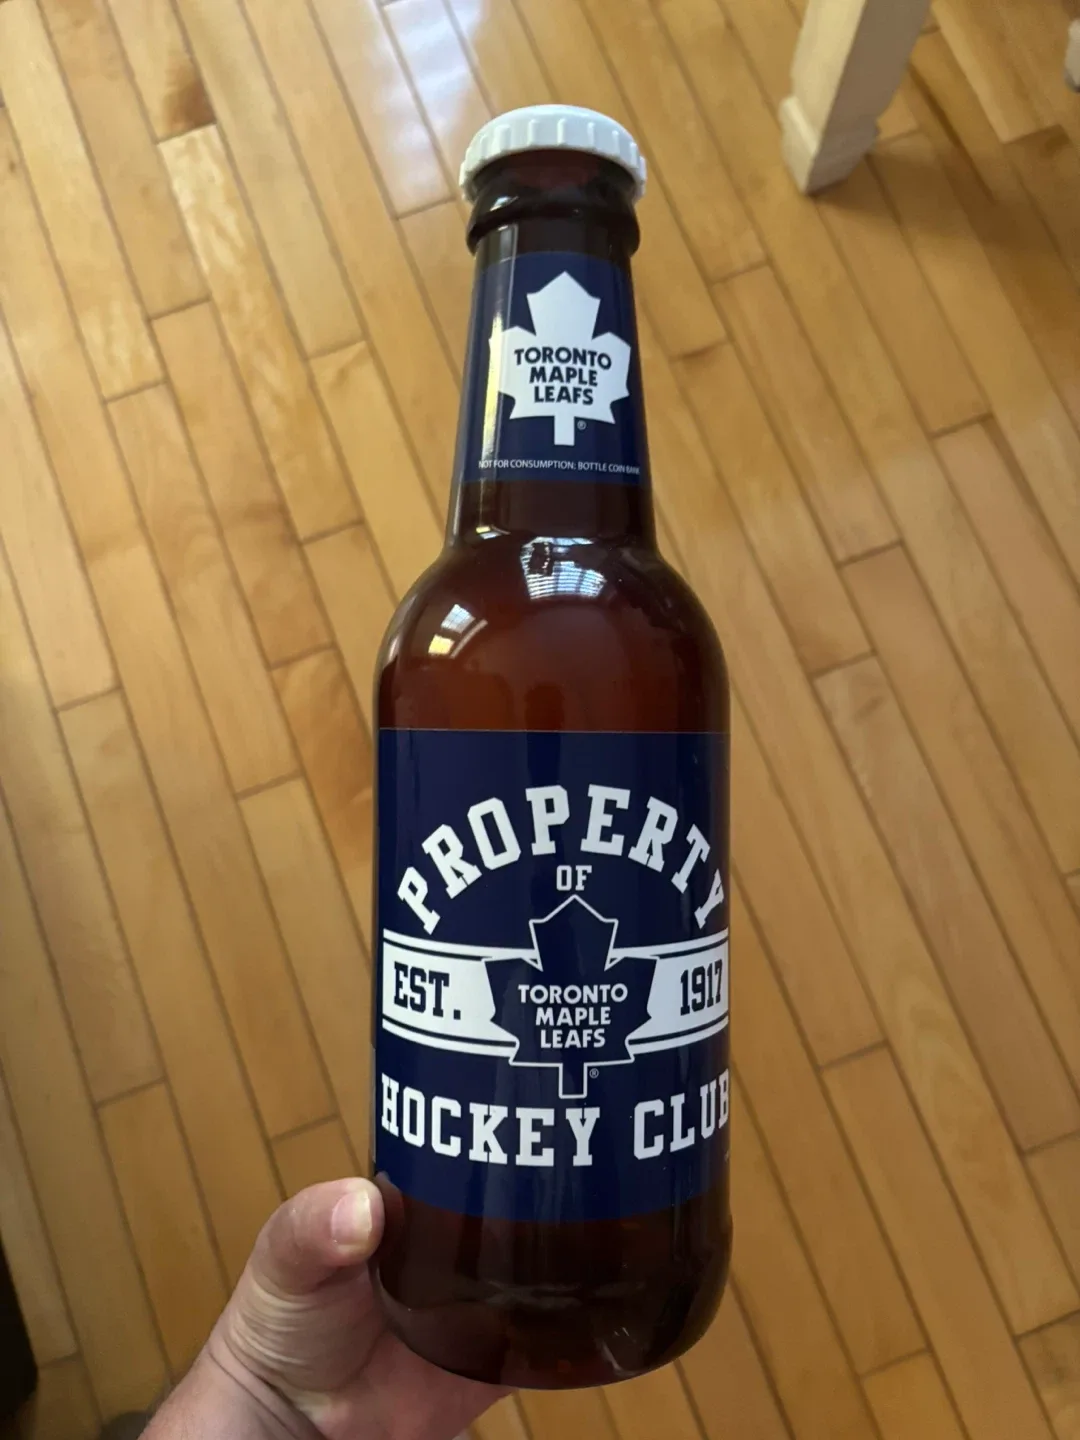 TORONTO
MAPLE
LEAFS
®
NOT FOR CONSUMPTION: BOTTLE COIN BANK
PROPERTY
OF
EST.
1917
TORONTO
MAPLE
LEAFS
®
HOCKEY CLUB